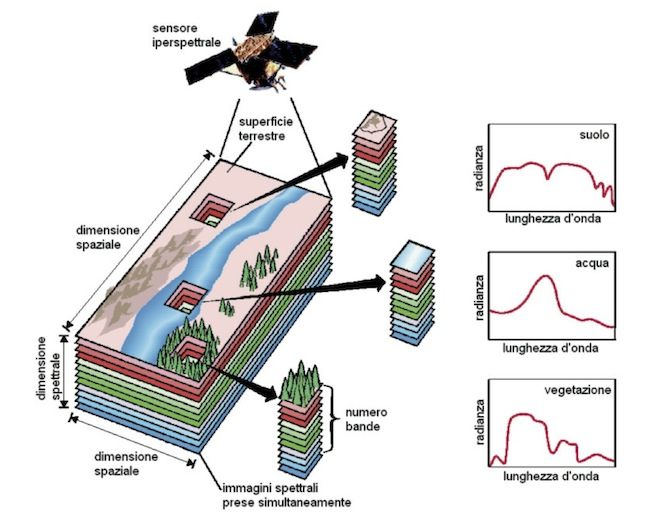 sensore
iperspettrale
superficie
terrestre
suolo
radianza
lunghezza d'onda
dimensione
spaziale
acqua
radianza
lunghezza d'onda
dimensione
spettrale
vegetazione
radianza
lunghezza d'onda
numero
bande
dimensione
spaziale
immagini spettrali
prese simultaneamente